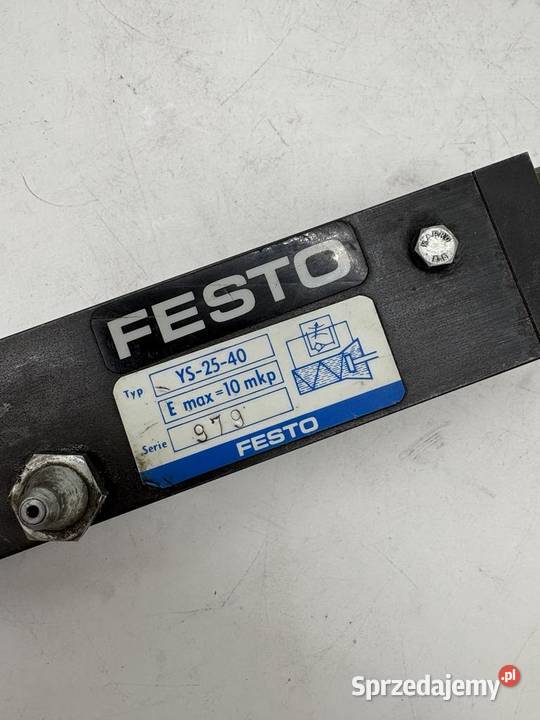 FESTO
Typ YS-25-40
E max=10 mkp
Serie 979
FESTO
Sprzedajemy.pl